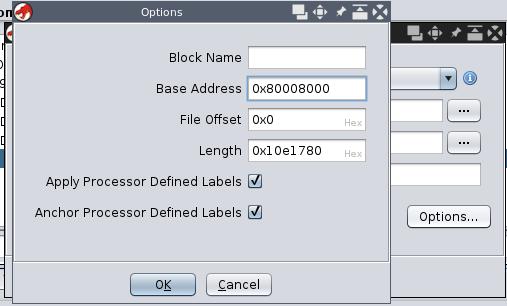 Options
Block Name
Base Address 0x80008000
File Offset 0x0 Hex
Length 0x10e1780 Hex
Apply Processor Defined Labels
Anchor Processor Defined Labels
...
...
Options...
OK Cancel